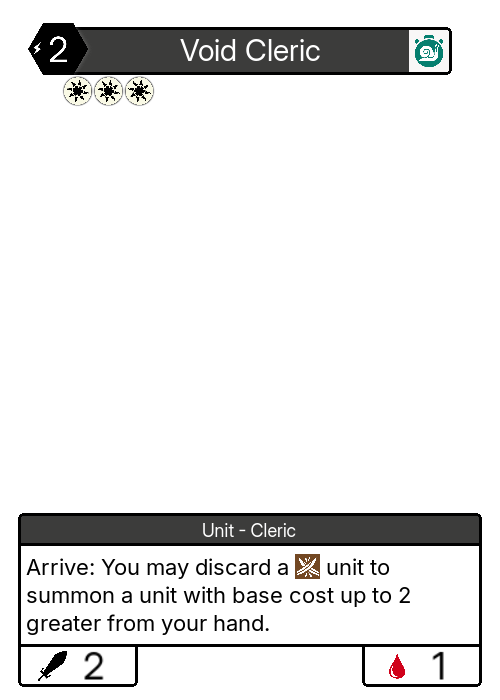 2
Void Cleric
Unit - Cleric
Arrive: You may discard a unit to
summon a unit with base cost up to 2
greater from your hand.
2
1